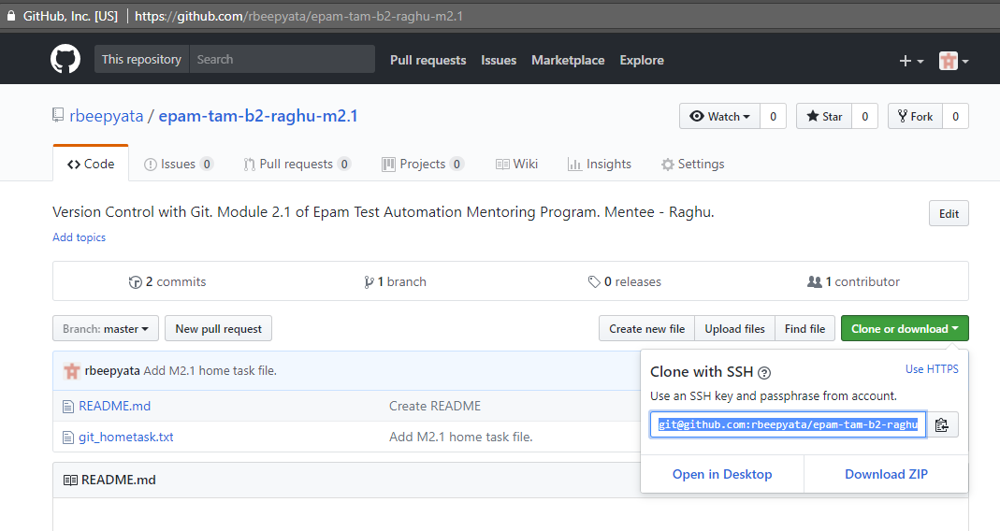 GitHub, Inc. [US] https://github.com/rbeepyata/epam-tam-b2-raghu-m2.1
This repository Search Pull requests Issues Marketplace Explore
rbeepyata / epam-tam-b2-raghu-m2.1 Watch 0 Star 0 Fork 0
Code Issues 0 Pull requests 0 Projects 0 Wiki Insights Settings
Version Control with Git. Module 2.1 of Epam Test Automation Mentoring Program. Mentee - Raghu. Edit
Add topics
2 commits 1 branch 0 releases 1 contributor
Branch: master New pull request Create new file Upload files Find file Clone or download
rbeepyata Add M2.1 home task file.
README.md Create README
git_hometask.txt Add M2.1 home task file.
README.md
Clone with SSH ? Use HTTPS
Use an SSH key and passphrase from account.
git@github.com:rbeepyata/epam-tam-b2-raghu
Open in Desktop Download ZIP